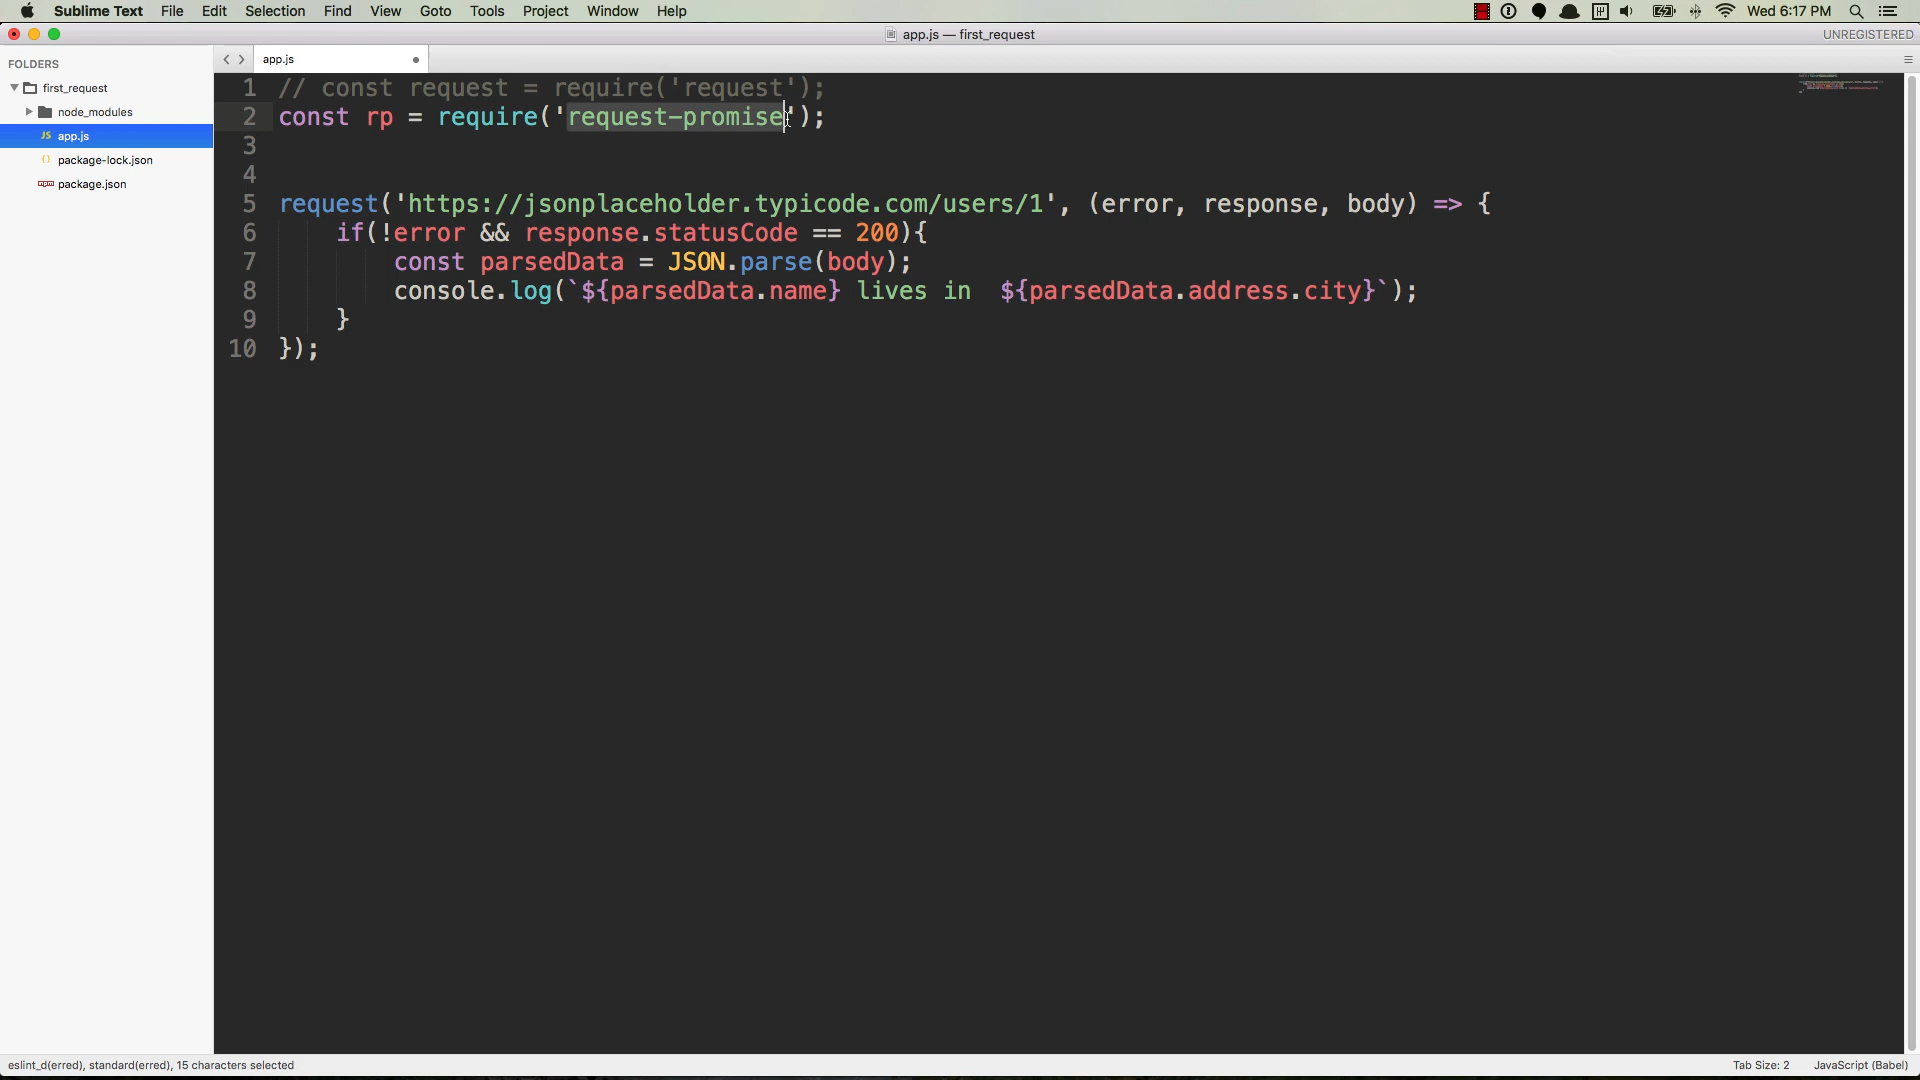 Sublime Text File Edit Selection Find View Goto Tools Project Window Help Wed 6:17 PM
app.js — first_request UNREGISTERED
FOLDERS
first_request
node_modules
JS app.js
{} package-lock.json
npm package.json
app.js
1 // const request = require('request');
2 const rp = require('request-promise');
3
4
5 request('https://jsonplaceholder.typicode.com/users/1', (error, response, body) => {
6 if(!error && response.statusCode == 200){
7 const parsedData = JSON.parse(body);
8 console.log(`${parsedData.name} lives in  ${parsedData.address.city}`);
9 }
10 });
eslint_d(erred), standard(erred), 15 characters selected Tab Size: 2 JavaScript (Babel)